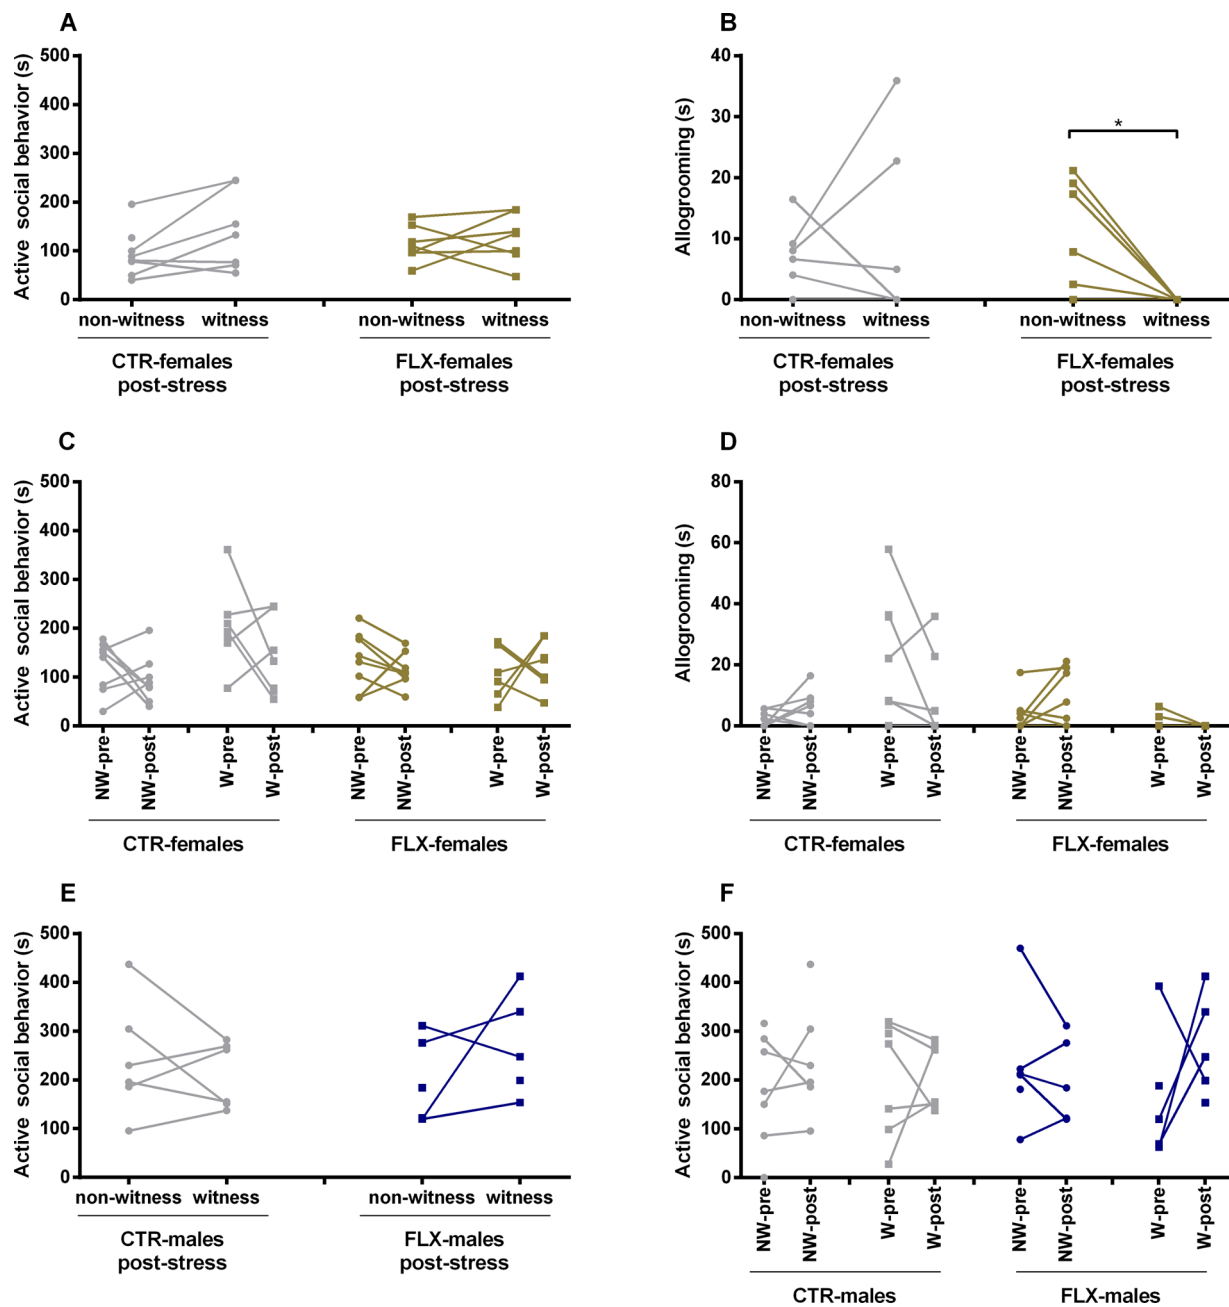 A
Active social behavior (s)
500
400
300
200
100
0
non-witness witness non-witness witness
CTR-females
post-stress
FLX-females
post-stress
B
Allogrooming (s)
40
30
20
10
0
*
non-witness witness non-witness witness
CTR-females
post-stress
FLX-females
post-stress
C
Active social behavior (s)
500
400
300
200
100
0
NW-pre
NW-post
W-pre
W-post
NW-pre
NW-post
W-pre
W-post
CTR-females
FLX-females
D
Allogrooming (s)
80
60
40
20
0
NW-pre
NW-post
W-pre
W-post
NW-pre
NW-post
W-pre
W-post
CTR-females
FLX-females
E
Active social behavior (s)
500
400
300
200
100
0
non-witness witness non-witness witness
CTR-males
post-stress
FLX-males
post-stress
F
Active social behavior (s)
500
400
300
200
100
0
NW-pre
NW-post
W-pre
W-post
NW-pre
NW-post
W-pre
W-post
CTR-males
FLX-males